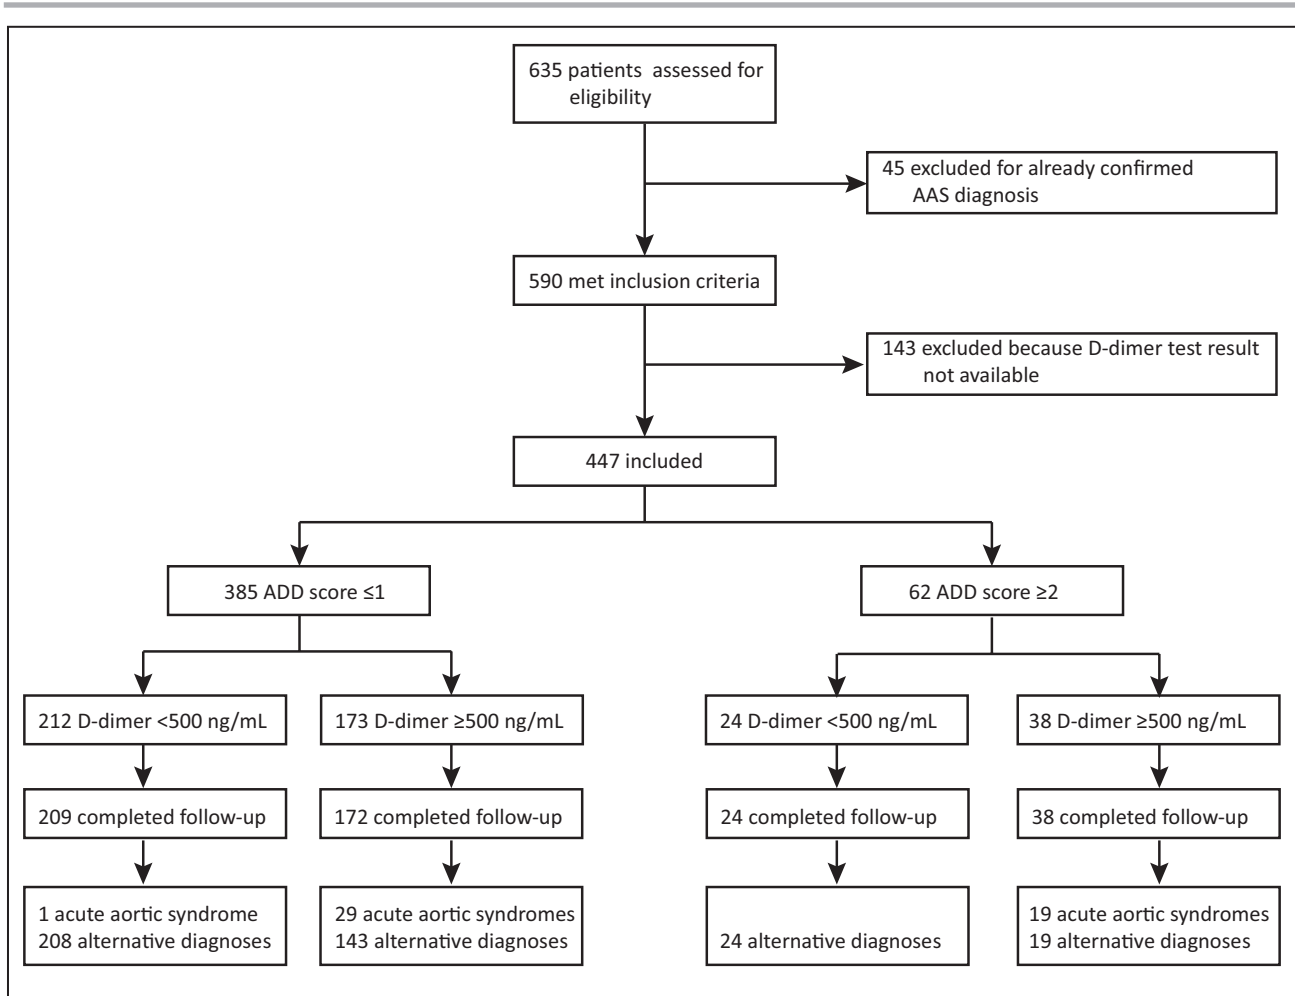 635 patients assessed for
eligibility
45 excluded for already confirmed
AAS diagnosis
590 met inclusion criteria
143 excluded because D-dimer test result
not available
447 included
385 ADD score ≤1
62 ADD score ≥2
212 D-dimer <500 ng/mL
173 D-dimer ≥500 ng/mL
24 D-dimer <500 ng/mL
38 D-dimer ≥500 ng/mL
209 completed follow-up
172 completed follow-up
24 completed follow-up
38 completed follow-up
1 acute aortic syndrome
208 alternative diagnoses
29 acute aortic syndromes
143 alternative diagnoses
24 alternative diagnoses
19 acute aortic syndromes
19 alternative diagnoses